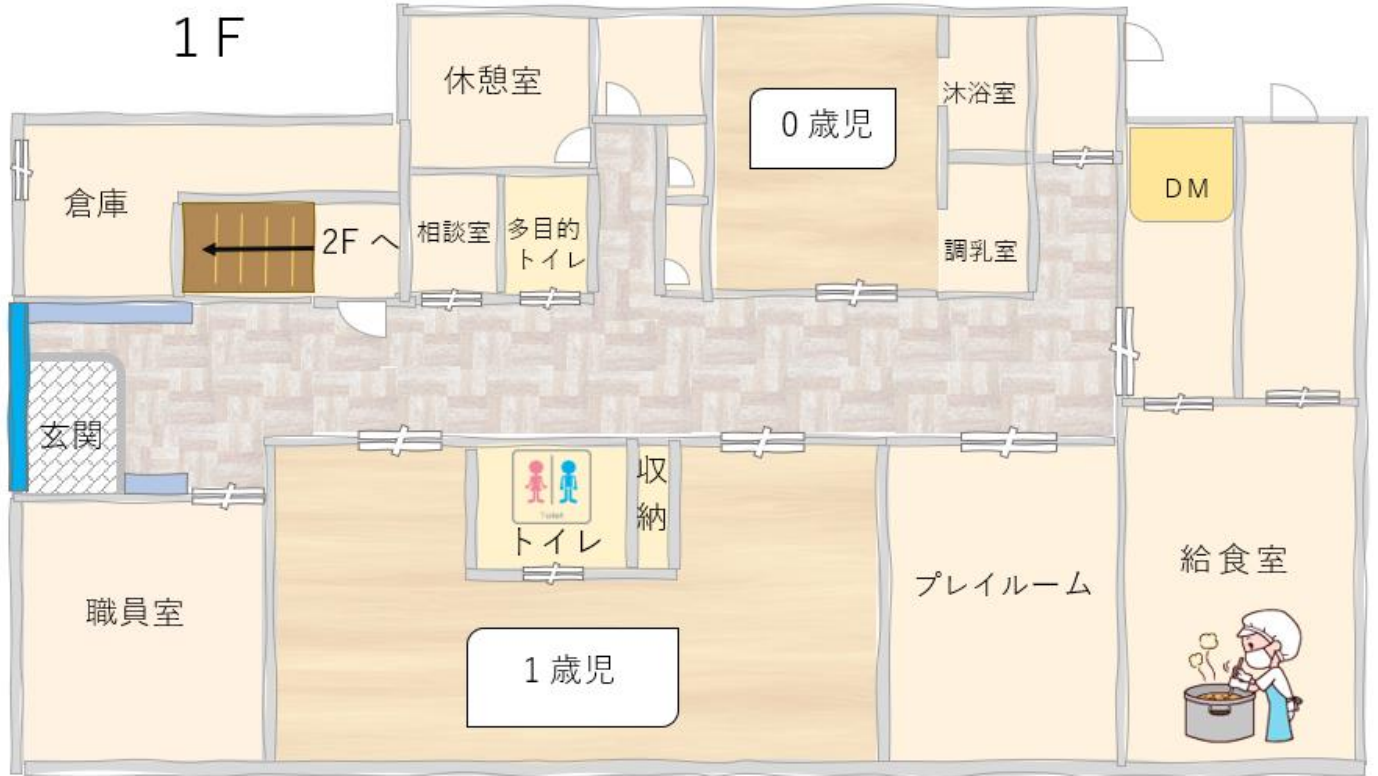 １F
休憩室
０歳児
沐浴室
倉庫
2F へ
相談室
多目的
トイレ
調乳室
DM
玄関
収
納
Toilet
トイレ
職員室
１歳児
プレイルーム
給食室